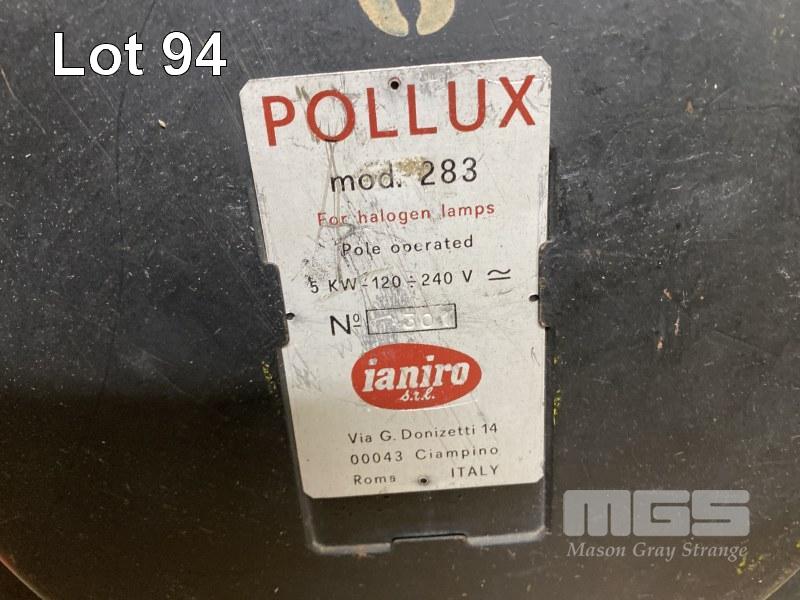 Lot 94
POLLUX
mod. 283
For halogen lamps
Pole operated
5 KW-120÷240 V ≃
Nº
ianiro
s.r.l.
Via G. Donizetti 14
00043 Ciampino
Roma ITALY
MGS
Mason Gray Strange